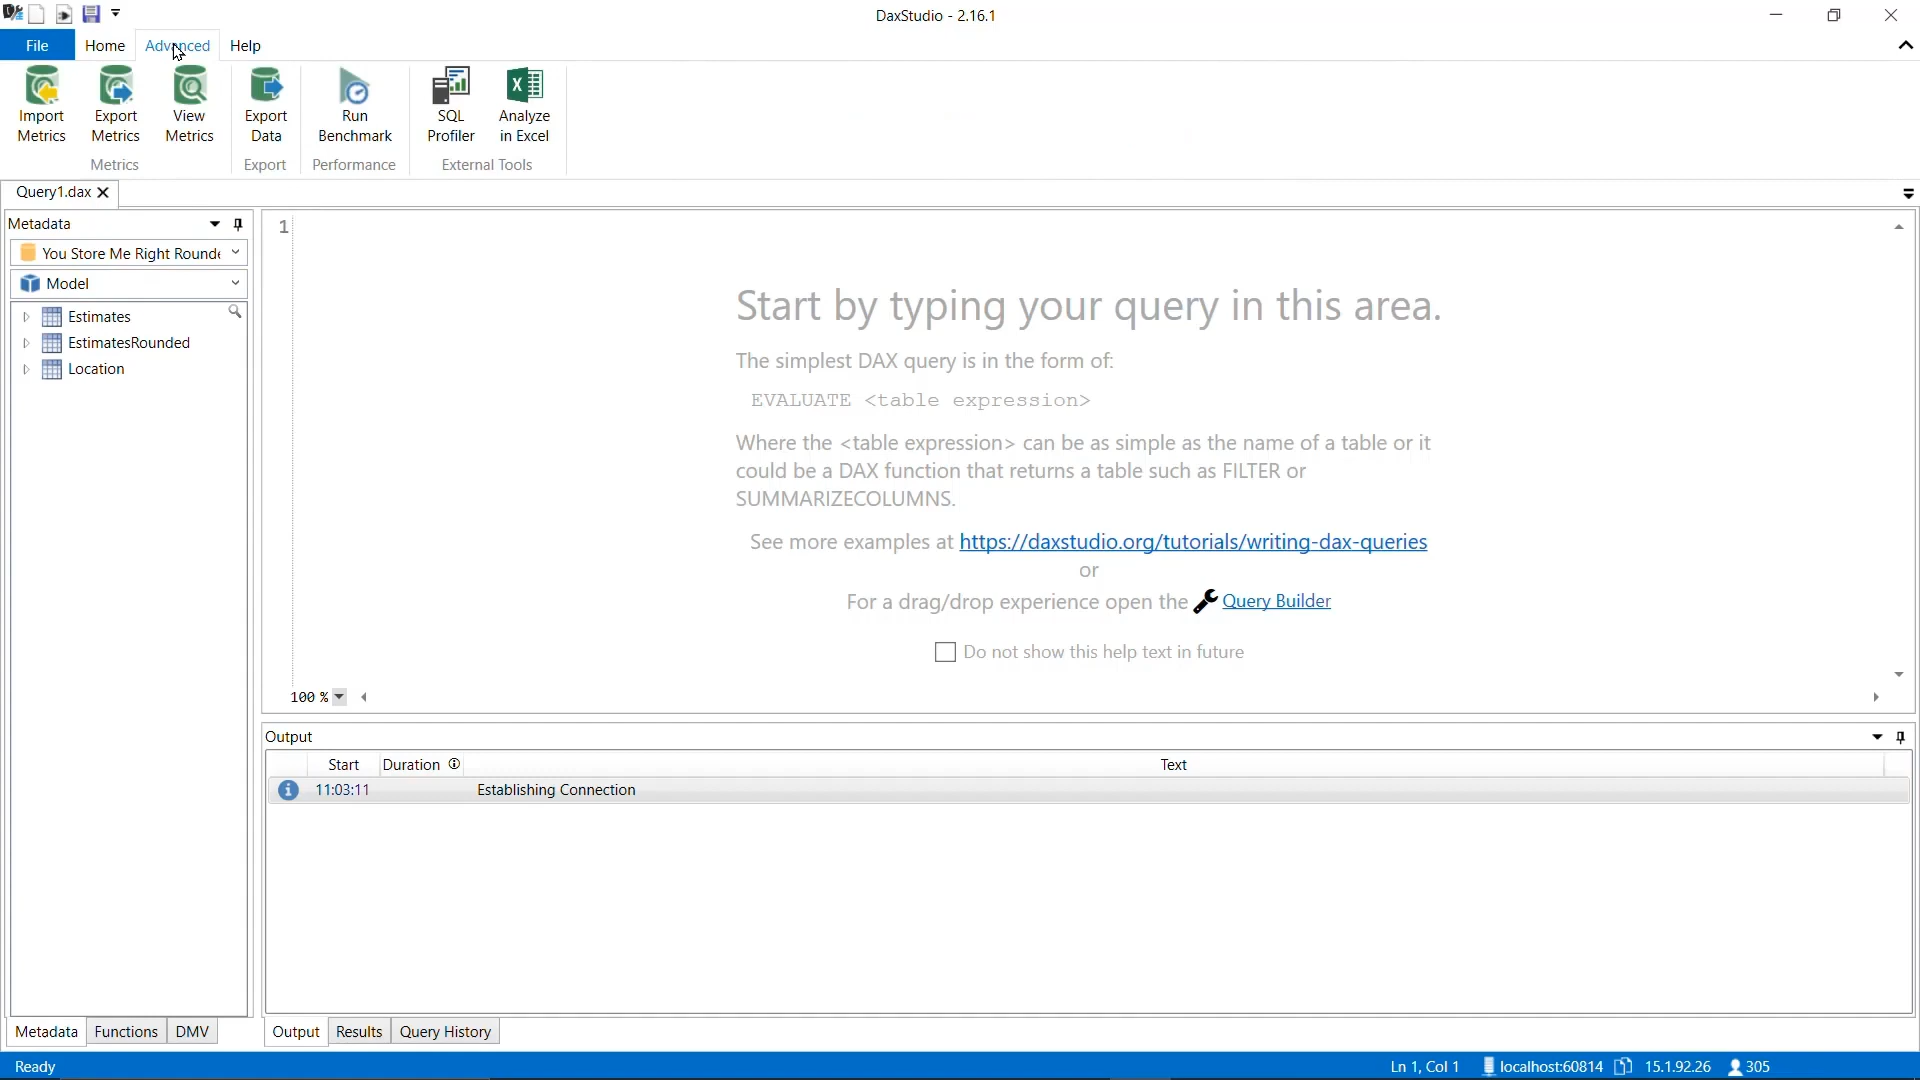 DaxStudio - 2.16.1
File Home Advanced Help
Import Metrics
Export Metrics
View Metrics
Export Data
Run Benchmark
SQL Profiler
Analyze in Excel
Metrics Export Performance External Tools
Query1.dax
Metadata
You Store Me Right Rounde
Model
Estimates
EstimatesRounded
Location
1
Start by typing your query in this area.
The simplest DAX query is in the form of:
EVALUATE <table expression>
Where the <table expression> can be as simple as the name of a table or it
could be a DAX function that returns a table such as FILTER or
SUMMARIZECOLUMNS.
See more examples at https://daxstudio.org/tutorials/writing-dax-queries
or
For a drag/drop experience open the Query Builder
Do not show this help text in future
100 %
Output
Start Duration Text
11:03:11 Establishing Connection
Metadata Functions DMV
Output Results Query History
Ready Ln 1, Col 1 localhost:60814 15.1.92.26 305